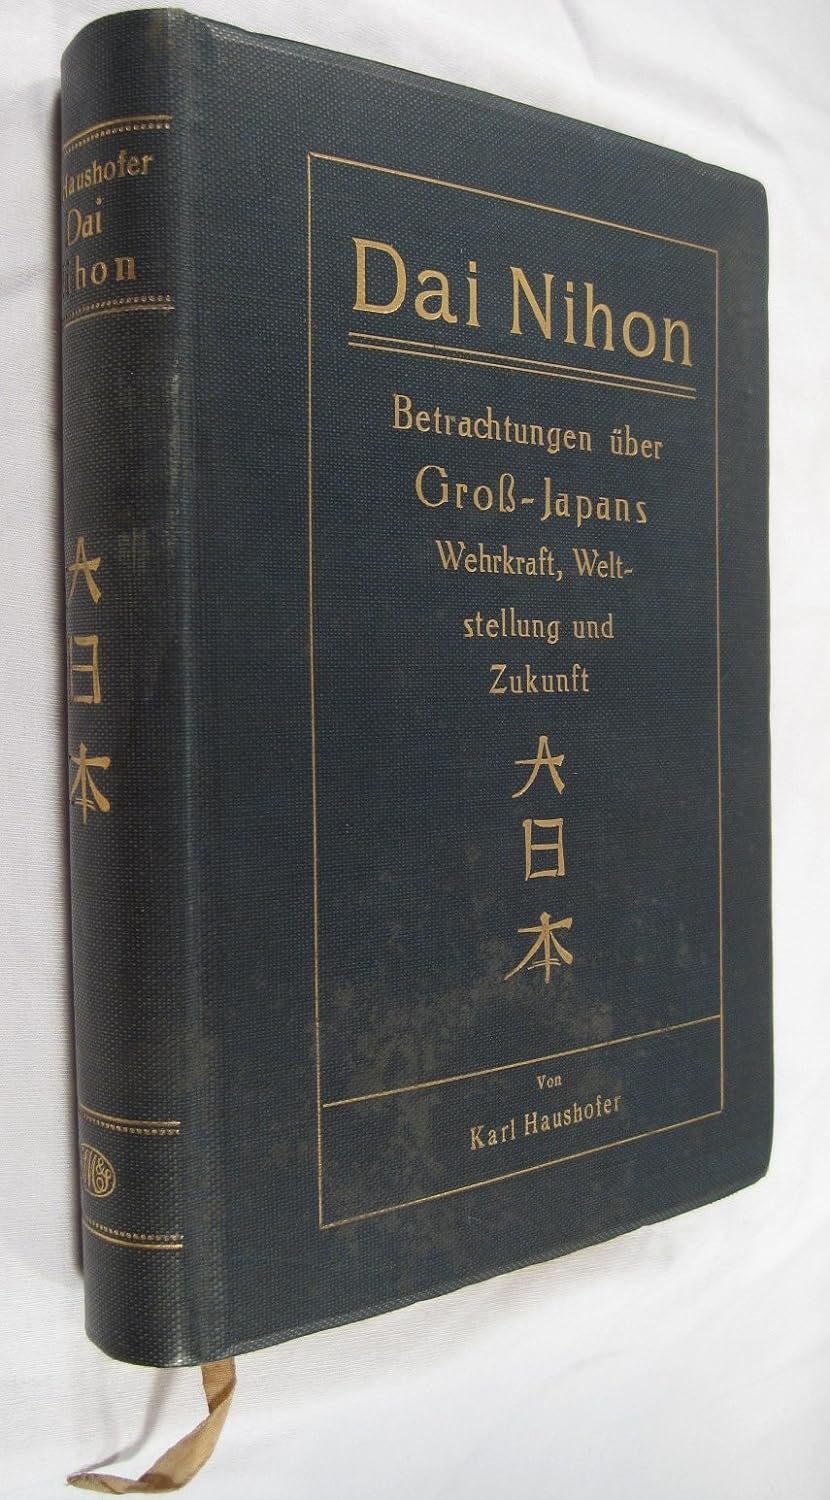 Haushofer
Dai
Nihon
大
日
本
Dai Nihon
Betrachtungen über
Groß-Japans
Wehrkraft, Welt-
stellung und
Zukunft
大
日
本
Von
Karl Haushofer